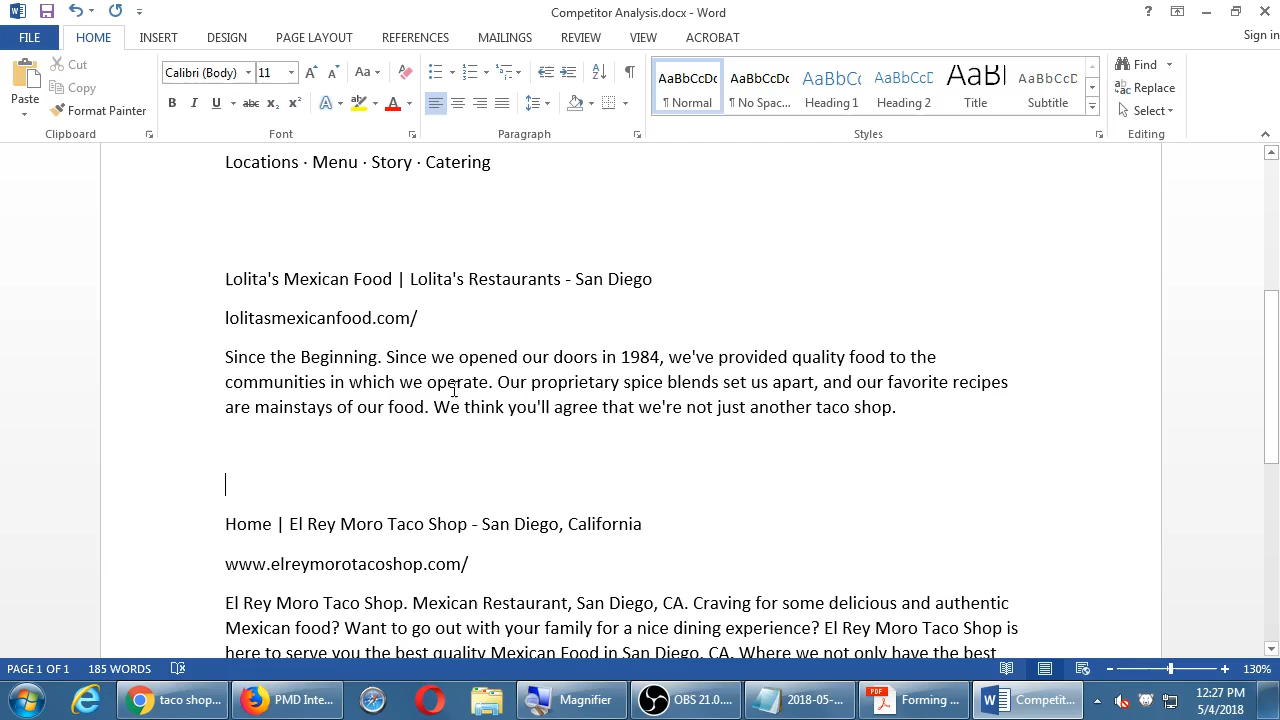 Competitor Analysis.docx - Word
Sign in
FILE HOME INSERT DESIGN PAGE LAYOUT REFERENCES MAILINGS REVIEW VIEW ACROBAT
Paste
Cut
Copy
Format Painter
Clipboard
Calibri (Body) 11
Font
Paragraph
AaBbCcDc AaBbCcDc AaBbCc AaBbCcD AaB AaBbCcD
¶ Normal ¶ No Spac... Heading 1 Heading 2 Title Subtitle
Styles
Find
Replace
Select
Editing
Locations · Menu · Story · Catering
Lolita's Mexican Food | Lolita's Restaurants - San Diego
lolitasmexicanfood.com/
Since the Beginning. Since we opened our doors in 1984, we've provided quality food to the
communities in which we operate. Our proprietary spice blends set us apart, and our favorite recipes
are mainstays of our food. We think you'll agree that we're not just another taco shop.
Home | El Rey Moro Taco Shop - San Diego, California
www.elreymorotacoshop.com/
El Rey Moro Taco Shop. Mexican Restaurant, San Diego, CA. Craving for some delicious and authentic
Mexican food? Want to go out with your family for a nice dining experience? El Rey Moro Taco Shop is
here to serve you the best quality Mexican Food in San Diego, CA. Where we not only have the best
PAGE 1 OF 1 185 WORDS 130%
taco shop... PMD Inte... Magnifier OBS 21.0.... 2018-05-... Forming ... Competit...
12:27 PM
5/4/2018